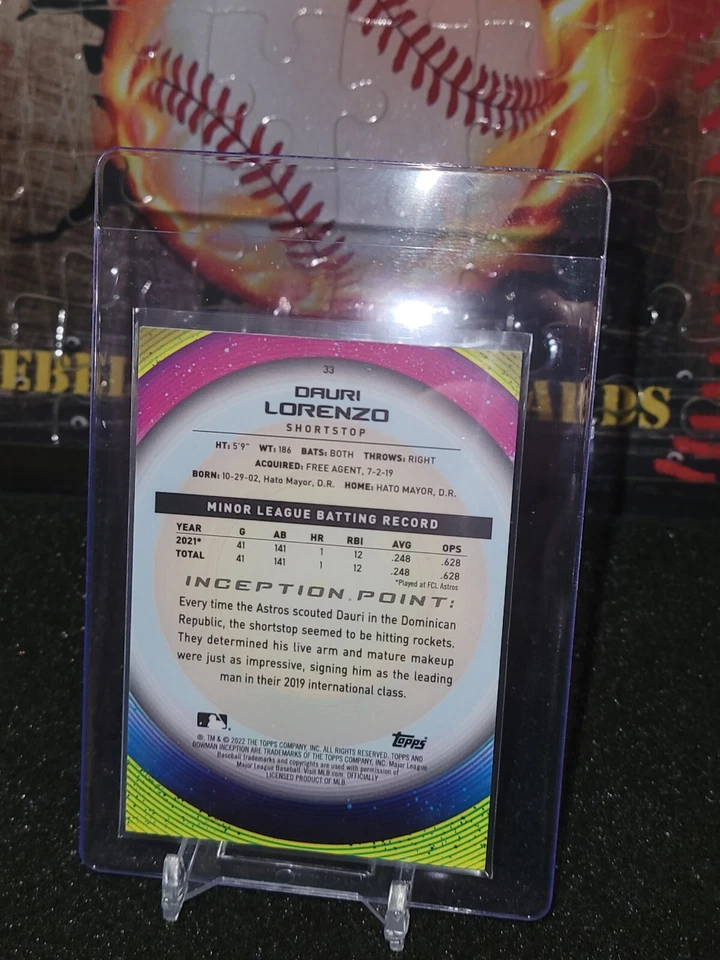 33
DAURI
LORENZO
SHORTSTOP
HT: 5'9" WT: 186 BATS: BOTH THROWS: RIGHT
ACQUIRED: FREE AGENT, 7-2-19
BORN: 10-29-02, Hato Mayor, D.R. HOME: HATO MAYOR, D.R.
MINOR LEAGUE BATTING RECORD
YEAR G AB HR RBI AVG OPS
2021* 41 141 1 12 .248 .628
TOTAL 41 141 1 12 .248 .628
*Played at FCL Astros
INCEPTION POINT:
Every time the Astros scouted Dauri in the Dominican
Republic, the shortstop seemed to be hitting rockets.
They determined his live arm and mature makeup
were just as impressive, signing him as the leading
man in their 2019 international class.
Topps
®, TM & © 2022 THE TOPPS COMPANY, INC. ALL RIGHTS RESERVED. TOPPS AND
BOWMAN INCEPTION ARE TRADEMARKS OF THE TOPPS COMPANY, INC. Major League
Baseball trademarks and copyrights are used with permission of
Major League Baseball. Visit MLB.com. OFFICIALLY
LICENSED PRODUCT OF MLB.